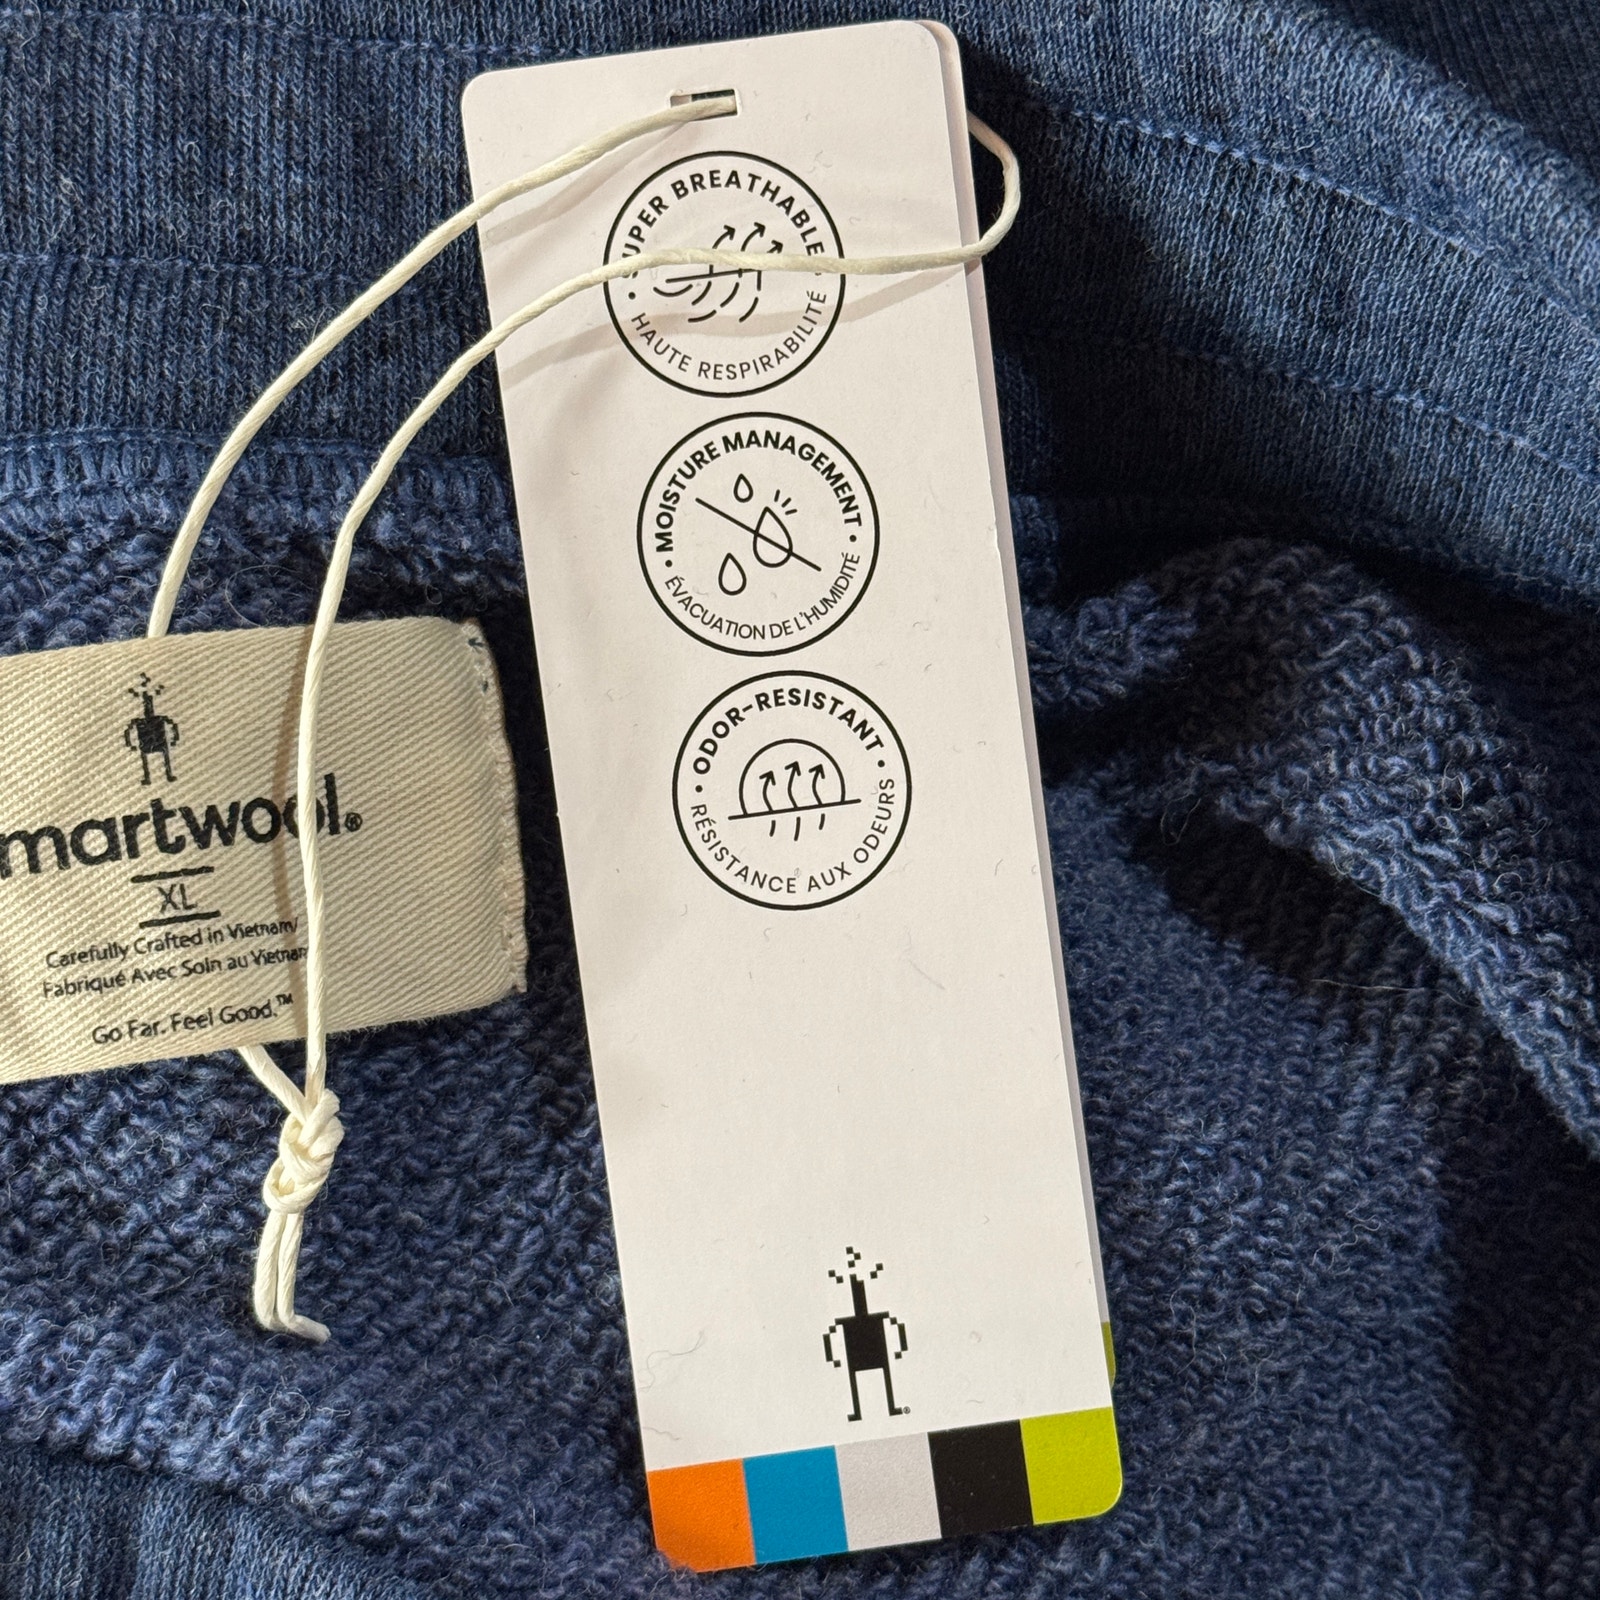 SUPER BREATHABLE
• HAUTE RESPIRABILITÉ •
• MOISTURE MANAGEMENT •
ÉVACUATION DE L'HUMIDITÉ
• ODOR-RESISTANT •
RÉSISTANCE AUX ODEURS
®
martwool®
XL
Carefully Crafted in Vietnam/
Fabriqué Avec Soin au Vietnam
Go Far. Feel Good.™